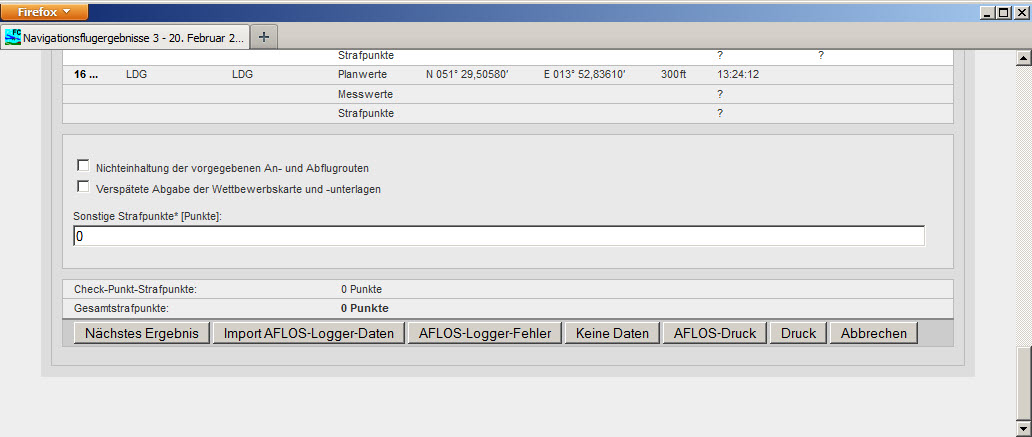 Firefox
FC Navigationsflugergebnisse 3 - 20. Februar 2...
Strafpunkte ? ?
16 ... LDG LDG Planwerte N 051° 29,50580' E 013° 52,83610' 300ft 13:24:12
Messwerte ?
Strafpunkte ?
Nichteinhaltung der vorgegebenen An- und Abflugrouten
Verspätete Abgabe der Wettbewerbskarte und -unterlagen
Sonstige Strafpunkte* [Punkte]:
0
Check-Punkt-Strafpunkte: 0 Punkte
Gesamtstrafpunkte: 0 Punkte
Nächstes Ergebnis Import AFLOS-Logger-Daten AFLOS-Logger-Fehler Keine Daten AFLOS-Druck Druck Abbrechen